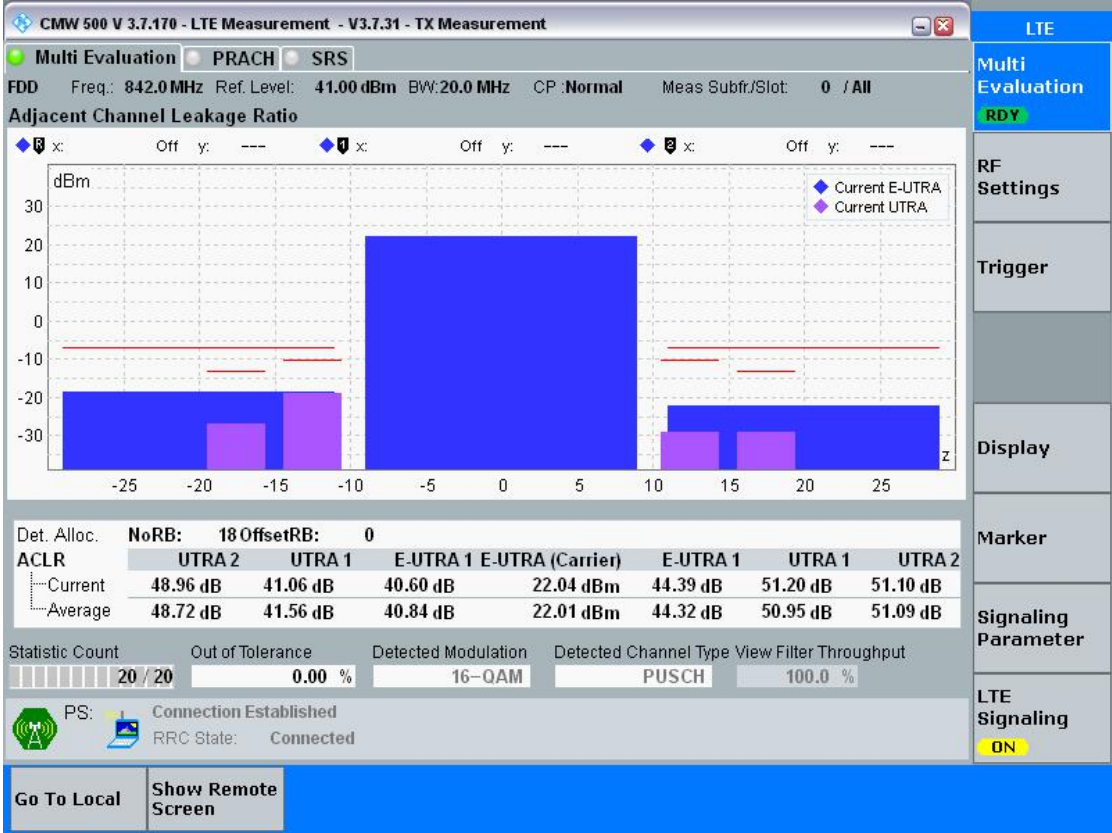 CMW 500 V 3.7.170 - LTE Measurement - V3.7.31 - TX Measurement
LTE
Multi Evaluation PRACH SRS
Multi Evaluation
RDY
FDD Freq.: 842.0 MHz Ref. Level: 41.00 dBm BW:20.0 MHz CP :Normal Meas Subfr./Slot: 0 / All
Adjacent Channel Leakage Ratio
R x: Off y: --- 1 x: Off y: --- 2 x: Off y: ---
RF Settings
dBm
Current E-UTRA
Current UTRA
30
20
10
0
-10
-20
-30
z
-25 -20 -15 -10 -5 0 5 10 15 20 25
Trigger
Display
Det. Alloc. NoRB: 18 OffsetRB: 0
ACLR UTRA 2 UTRA 1 E-UTRA 1 E-UTRA (Carrier) E-UTRA 1 UTRA 1 UTRA 2
Current 48.96 dB 41.06 dB 40.60 dB 22.04 dBm 44.39 dB 51.20 dB 51.10 dB
Average 48.72 dB 41.56 dB 40.84 dB 22.01 dBm 44.32 dB 50.95 dB 51.09 dB
Marker
Statistic Count Out of Tolerance Detected Modulation Detected Channel Type View Filter Throughput
20 / 20 0.00 % 16-QAM PUSCH 100.0 %
Signaling
Parameter
PS: Connection Established
RRC State: Connected
LTE
Signaling
ON
Go To Local
Show Remote
Screen